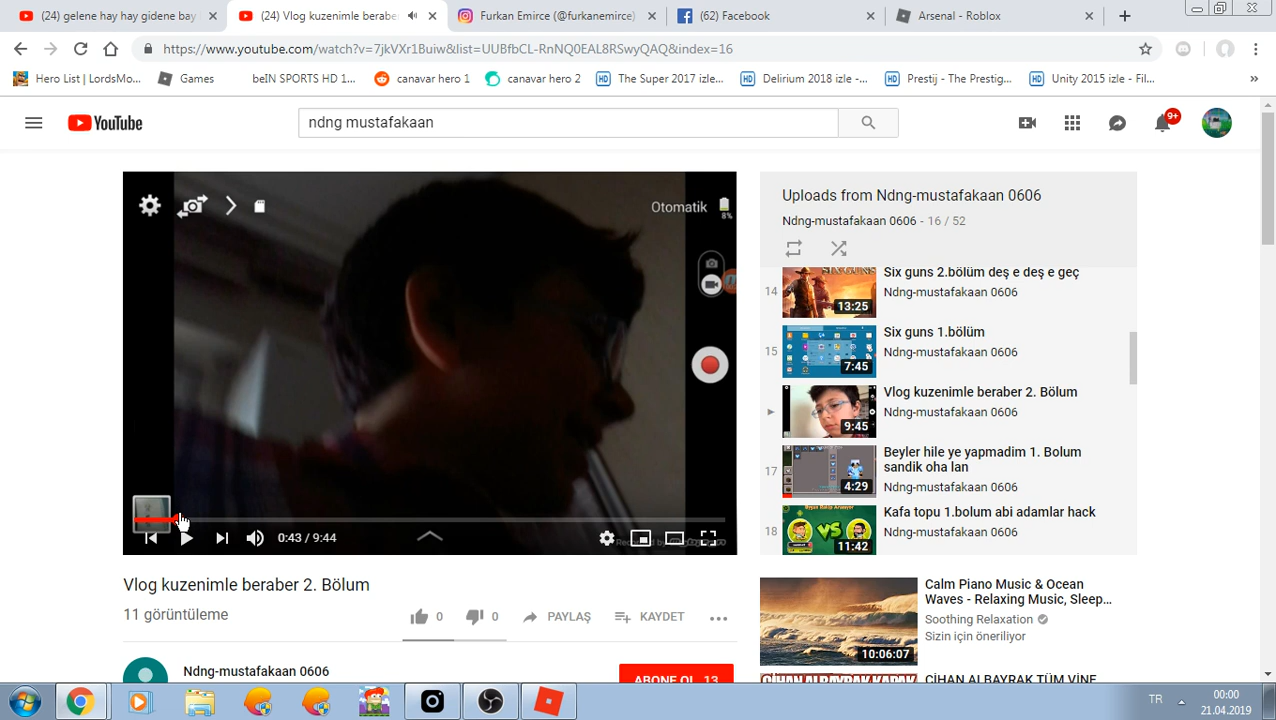 (24) gelene hay hay gidene bay
(24) Vlog kuzenimle berabe
Furkan Emirce (@furkanemirce)
(62) Facebook
Arsenal - Roblox
https://www.youtube.com/watch?v=7jkVXr1Buiw&list=UUBfbCL-RnNQ0EAL8RSwyQAQ&index=16
Hero List | LordsMo...
Games
beIN SPORTS HD 1...
canavar hero 1
canavar hero 2
The Super 2017 izle...
Delirium 2018 izle -...
Prestij - The Prestig...
Unity 2015 izle - Fil...
YouTube
ndng mustafakaan
9+
Otomatik
8%
0:43 / 9:44
Uploads from Ndng-mustafakaan 0606
Ndng-mustafakaan 0606 - 16 / 52
14
13:25
Six guns 2.bölüm deş e deş e geç
Ndng-mustafakaan 0606
15
7:45
Six guns 1.bölüm
Ndng-mustafakaan 0606
9:45
Vlog kuzenimle beraber 2. Bölum
Ndng-mustafakaan 0606
17
4:29
Beyler hile ye yapmadim 1. Bolum
sandik oha lan
Ndng-mustafakaan 0606
18
VS
11:42
Kafa topu 1.bolum abi adamlar hack
Ndng-mustafakaan 0606
Vlog kuzenimle beraber 2. Bölum
11 görüntüleme
0
0
PAYLAŞ
KAYDET
Ndng-mustafakaan 0606
ABONE OL 13
Calm Piano Music & Ocean
Waves - Relaxing Music, Sleep...
Soothing Relaxation
Sizin için öneriliyor
10:06:07
CİHAN ALBAYRAK TÜM VİNE
TR
00:00
21.04.2019